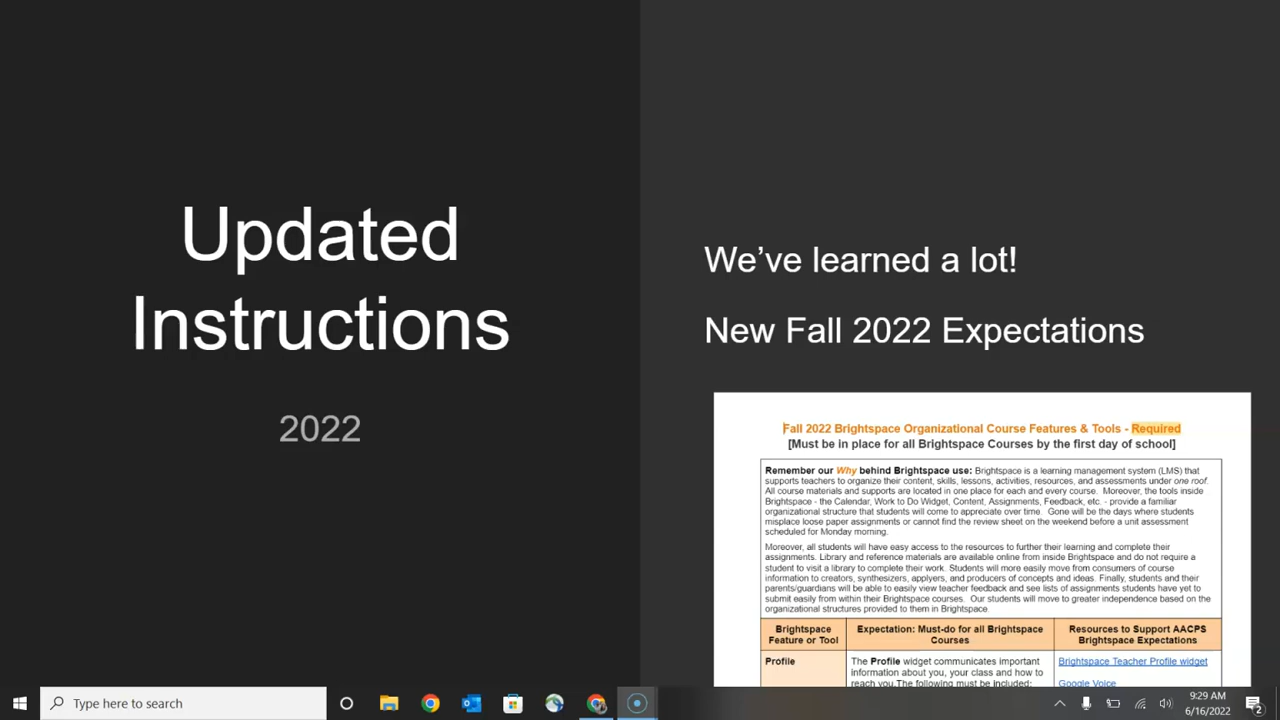 Updated
Instructions
2022
We've learned a lot!
New Fall 2022 Expectations
Fall 2022 Brightspace Organizational Course Features & Tools - Required
[Must be in place for all Brightspace Courses by the first day of school]
Remember our Why behind Brightspace use: Brightspace is a learning management system (LMS) that
supports teachers to organize their content, skills, lessons, activities, resources, and assessments under one roof.
All course materials and supports are located in one place for each and every course. Moreover, the tools inside
Brightspace - the Calendar, Work to Do Widget, Content, Assignments, Feedback, etc. - provide a familiar
organizational structure that students will come to appreciate over time. Gone will be the days where students
misplace loose paper assignments or cannot find the review sheet on the weekend before a unit assessment
scheduled for Monday morning.
Moreover, all students will have easy access to the resources to further their learning and complete their
assignments. Library and reference materials are available online from inside Brightspace and do not require a
student to visit a library to complete their work. Students will more easily move from consumers of course
information to creators, synthesizers, applyers, and producers of concepts and ideas. Finally, students and their
parents/guardians will be able to easily view teacher feedback and see lists of assignments students have yet to
submit easily from within their Brightspace courses. Our students will move to greater independence based on the
organizational structures provided to them in Brightspace.
Brightspace
Feature or Tool
Expectation: Must-do for all Brightspace
Courses
Resources to Support AACPS
Brightspace Expectations
Profile
The Profile widget communicates important
information about you, your class and how to
reach you.The following must be included:
Brightspace Teacher Profile widget
Google Voice
Type here to search
9:29 AM
6/16/2022
2